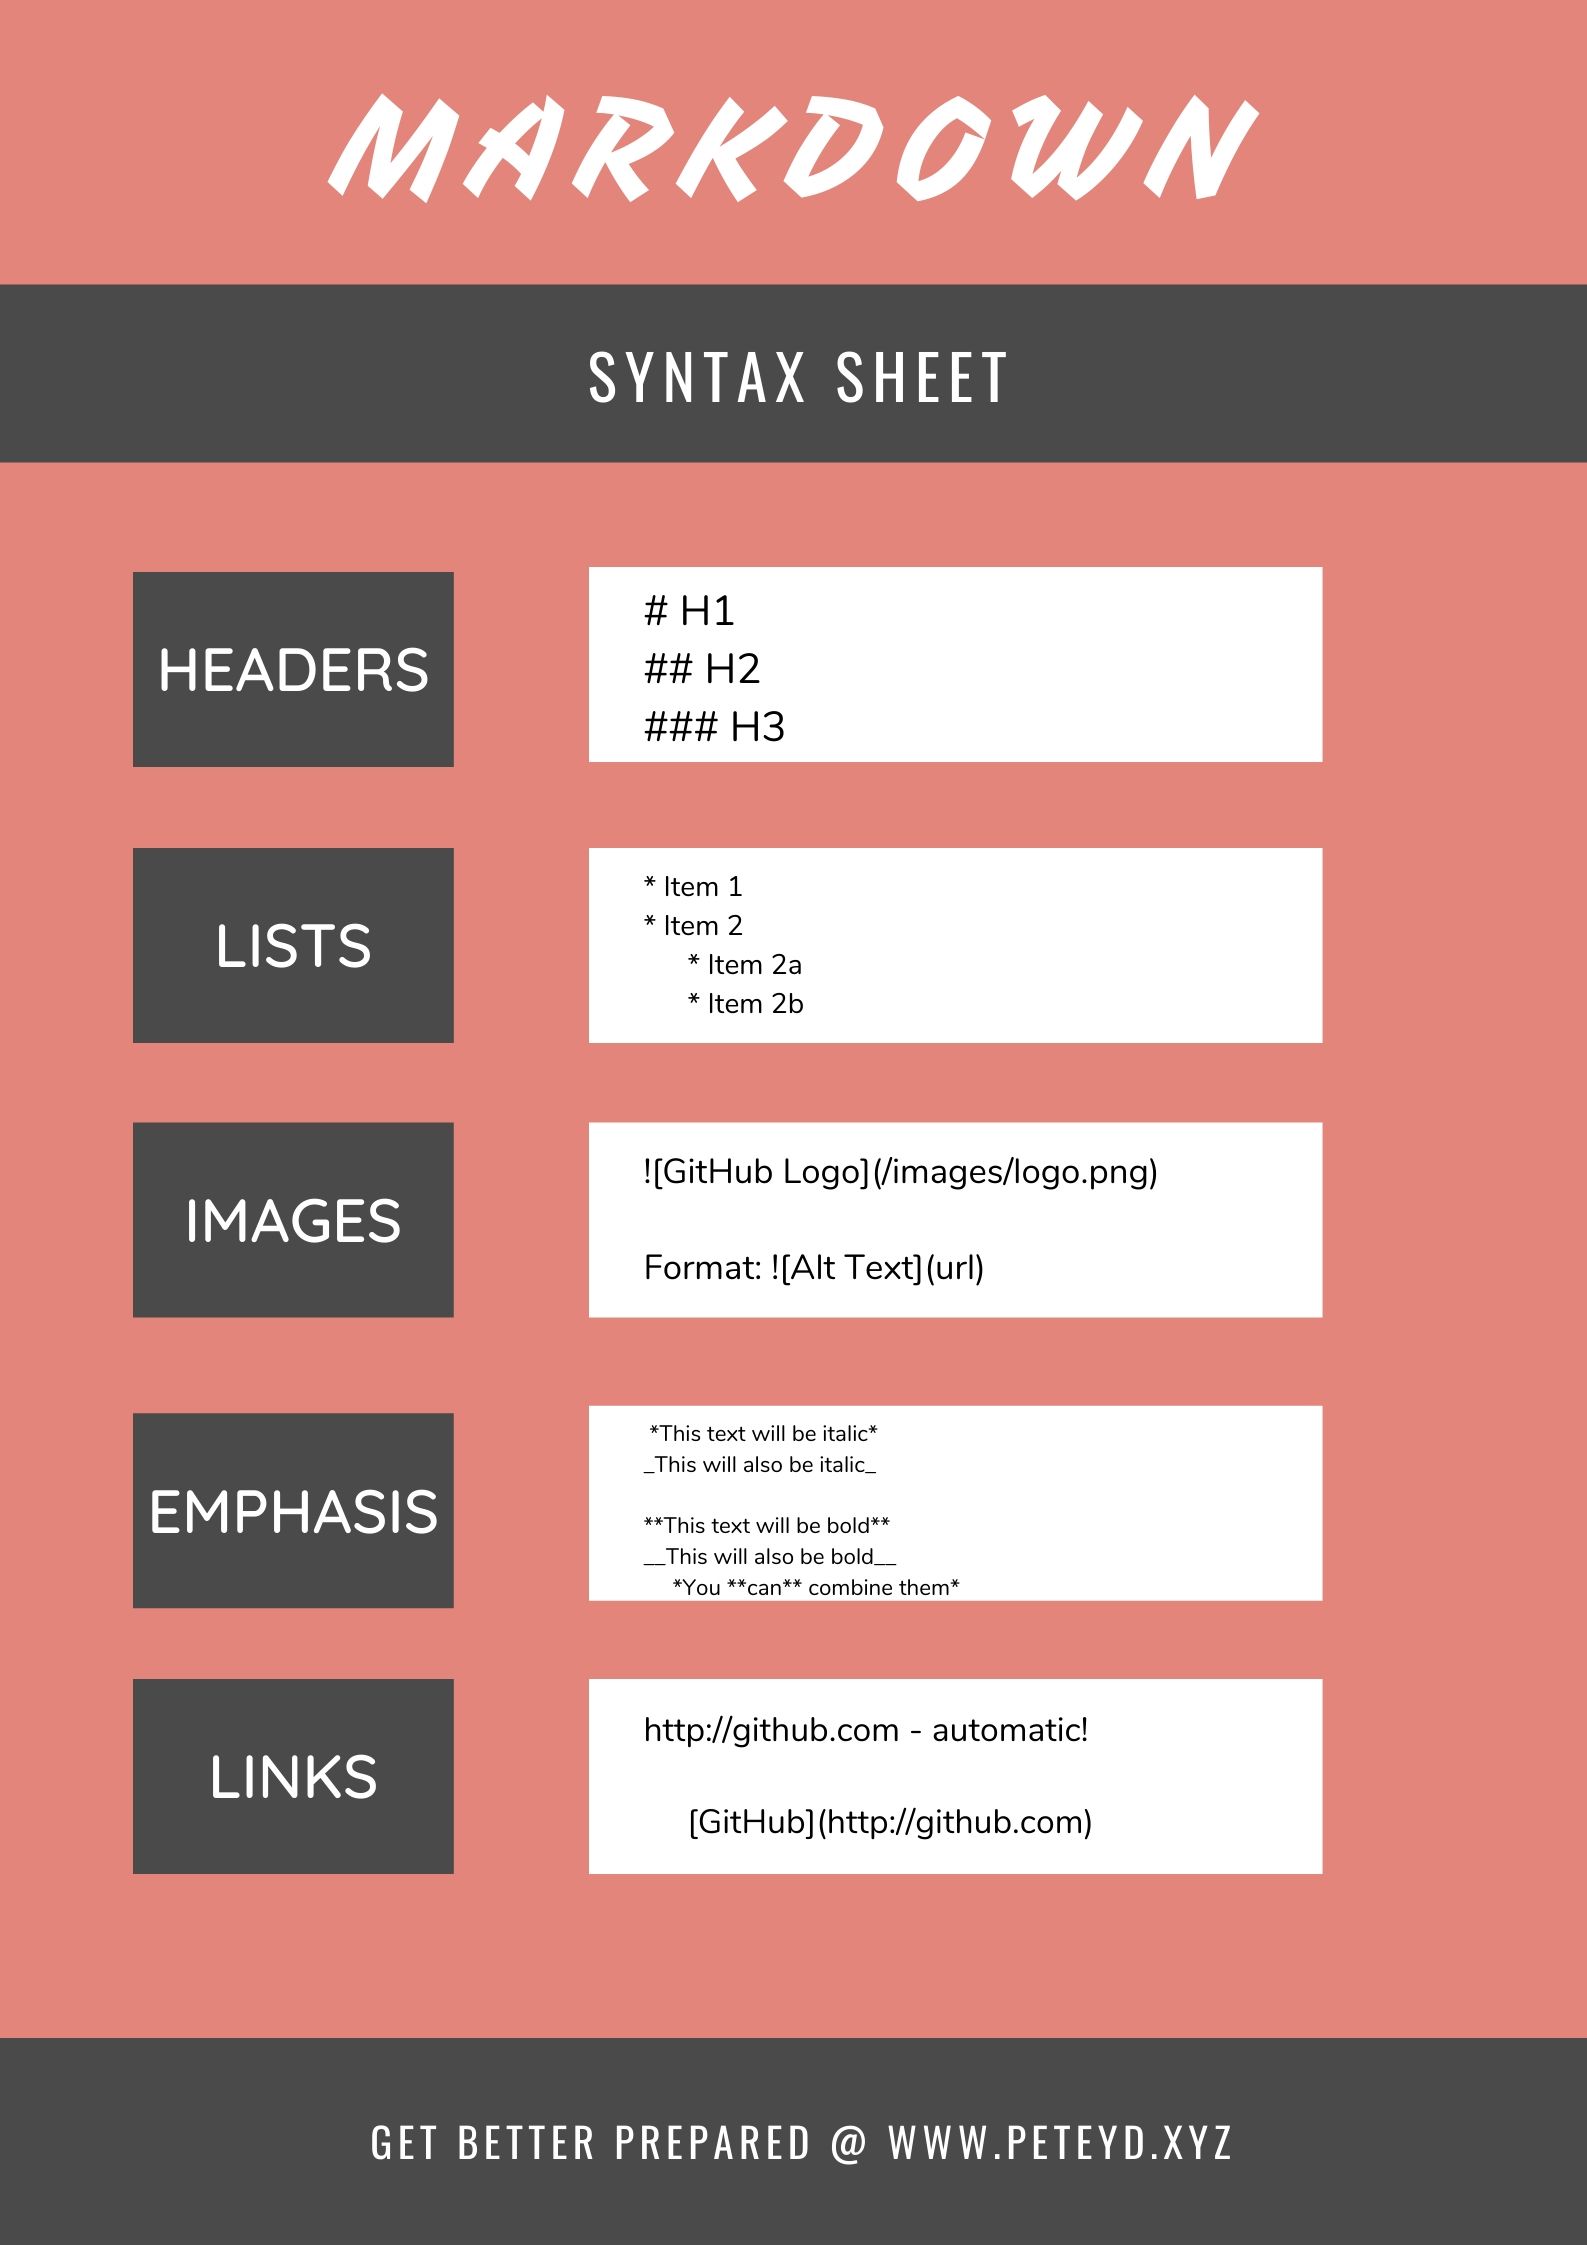 MARKDOWN
SYNTAX SHEET
HEADERS
# H1
## H2
### H3
LISTS
* Item 1
* Item 2
* Item 2a
* Item 2b
IMAGES
![GitHub Logo](/images/logo.png)
Format: ![Alt Text](url)
EMPHASIS
*This text will be italic*
_This will also be italic_
**This text will be bold**
__This will also be bold__
*You **can** combine them*
LINKS
http://github.com - automatic!
[GitHub](http://github.com)
GET BETTER PREPARED @ WWW.PETEYD.XYZ